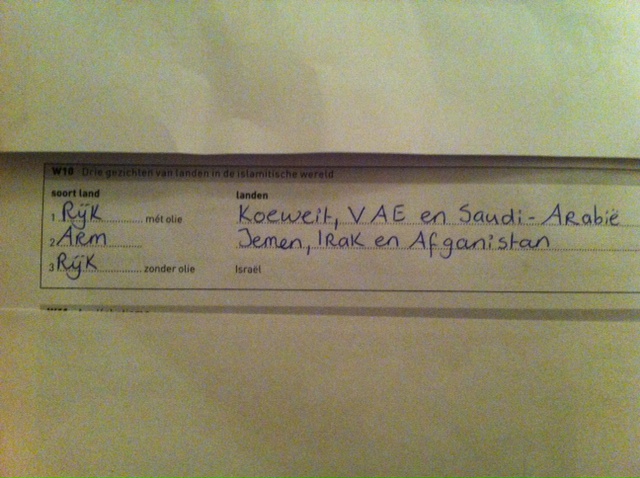 W10 Drie gezichten van landen in de islamitische wereld
soort land landen
1 Rijk mét olie Koeweit, VAE en Saudi-Arabië
2 Arm Jemen, Irak en Afganistan
3 Rijk zonder olie Israël